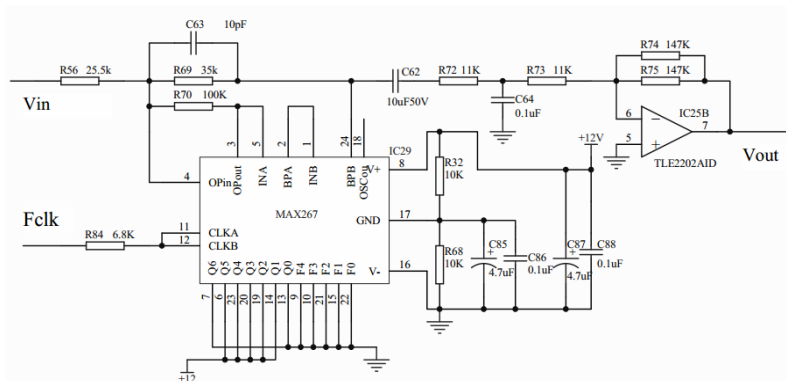 C63 10pF
R56 25.5k
R69 35k
R70 100K
Vin
C62
10uF50V
R72 11K
R73 11K
R74 147K
R75 147K
C64
0.1uF
6
5
7
IC25B
TLE2202AID
Vout
+12V
3
5
2
1
24
18
IC29
4
OPin
OPout
INA
BPA
INB
BPB
OSCou
V+
8
MAX267
GND
17
V-
16
R32
10K
R68
10K
C85
4.7uF
C86
0.1uF
C87
4.7uF
C88
0.1uF
Fclk
R84 6.8K
11
12
CLKA
CLKB
Q6
Q5
Q4
Q3
Q2
Q1
Q0
F4
F3
F2
F1
F0
7
6
23
20
19
14
13
9
10
21
15
22
+12